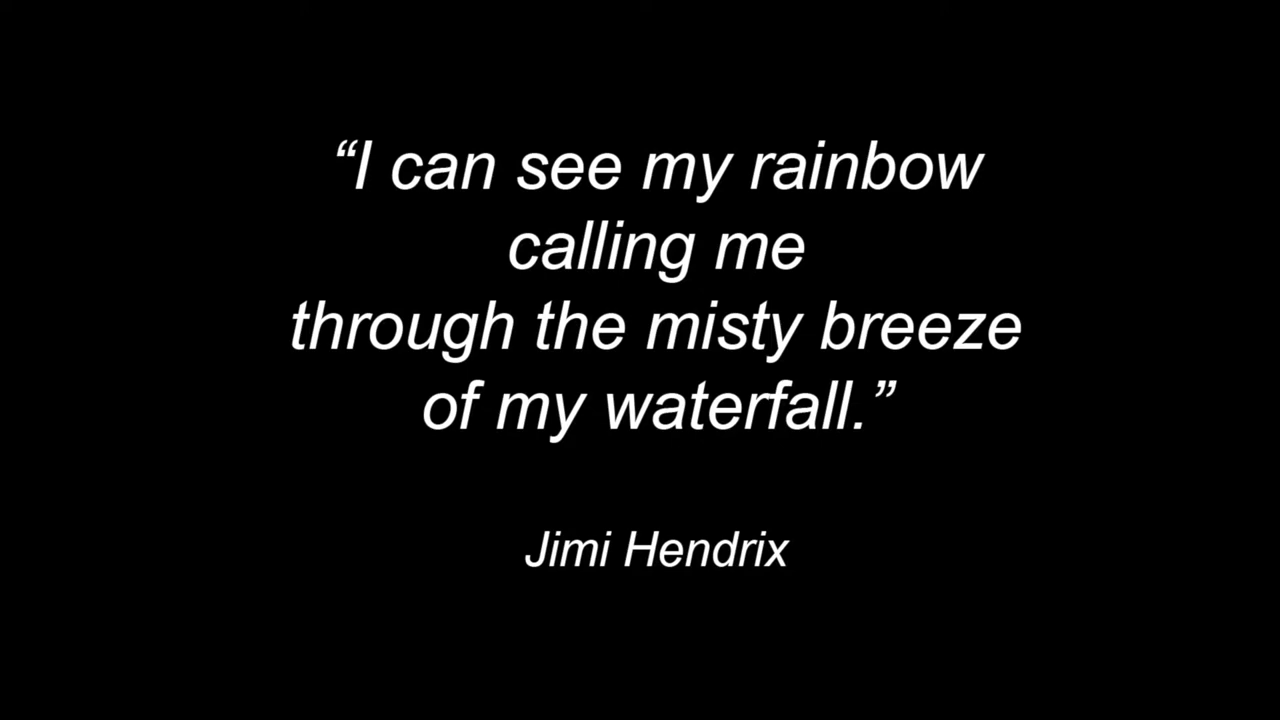 “I can see my rainbow
calling me
through the misty breeze
of my waterfall.”
Jimi Hendrix